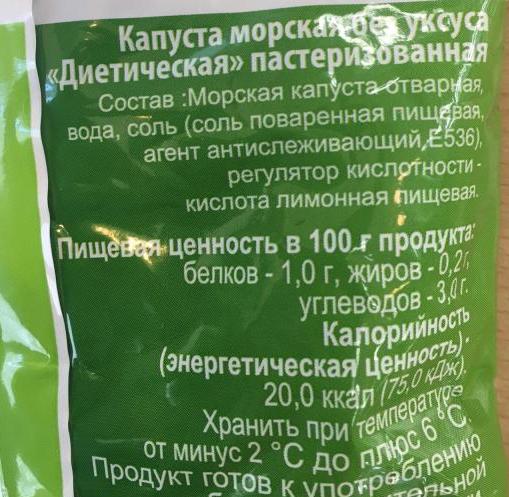 Капуста морская без уксуса
«Диетическая» пастеризованная
Состав :Морская капуста отварная,
вода, соль (соль поваренная пищевая,
агент антислеживающий,Е536),
регулятор кислотности -
кислота лимонная пищевая.
Пищевая ценность в 100 г продукта:
белков - 1,0 г, жиров - 0,2г,
углеводов - 3,0 г.
Калорийность
(энергетическая ценность)-
20,0 ккал (75.0 кДж).
Хранить при температуре
от минус 2 °С до плюс 6 °С.
Продукт готов к употреблению